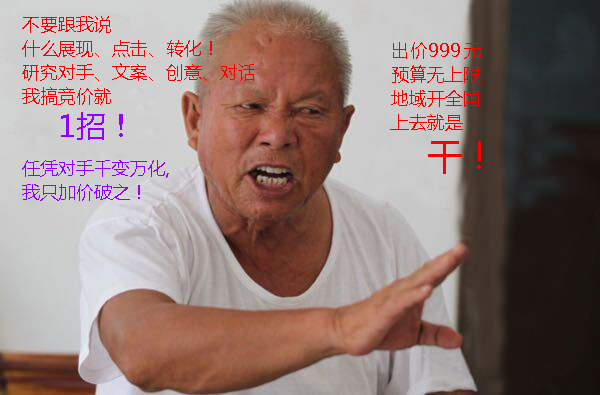 不要跟我说
什么展现、点击、转化！
研究对手、文案、创意、对话
我搞竞价就
1招！
任凭对手千变万化,
我只加价破之！
出价999元
预算无上限
地域开全国
上去就是
干！